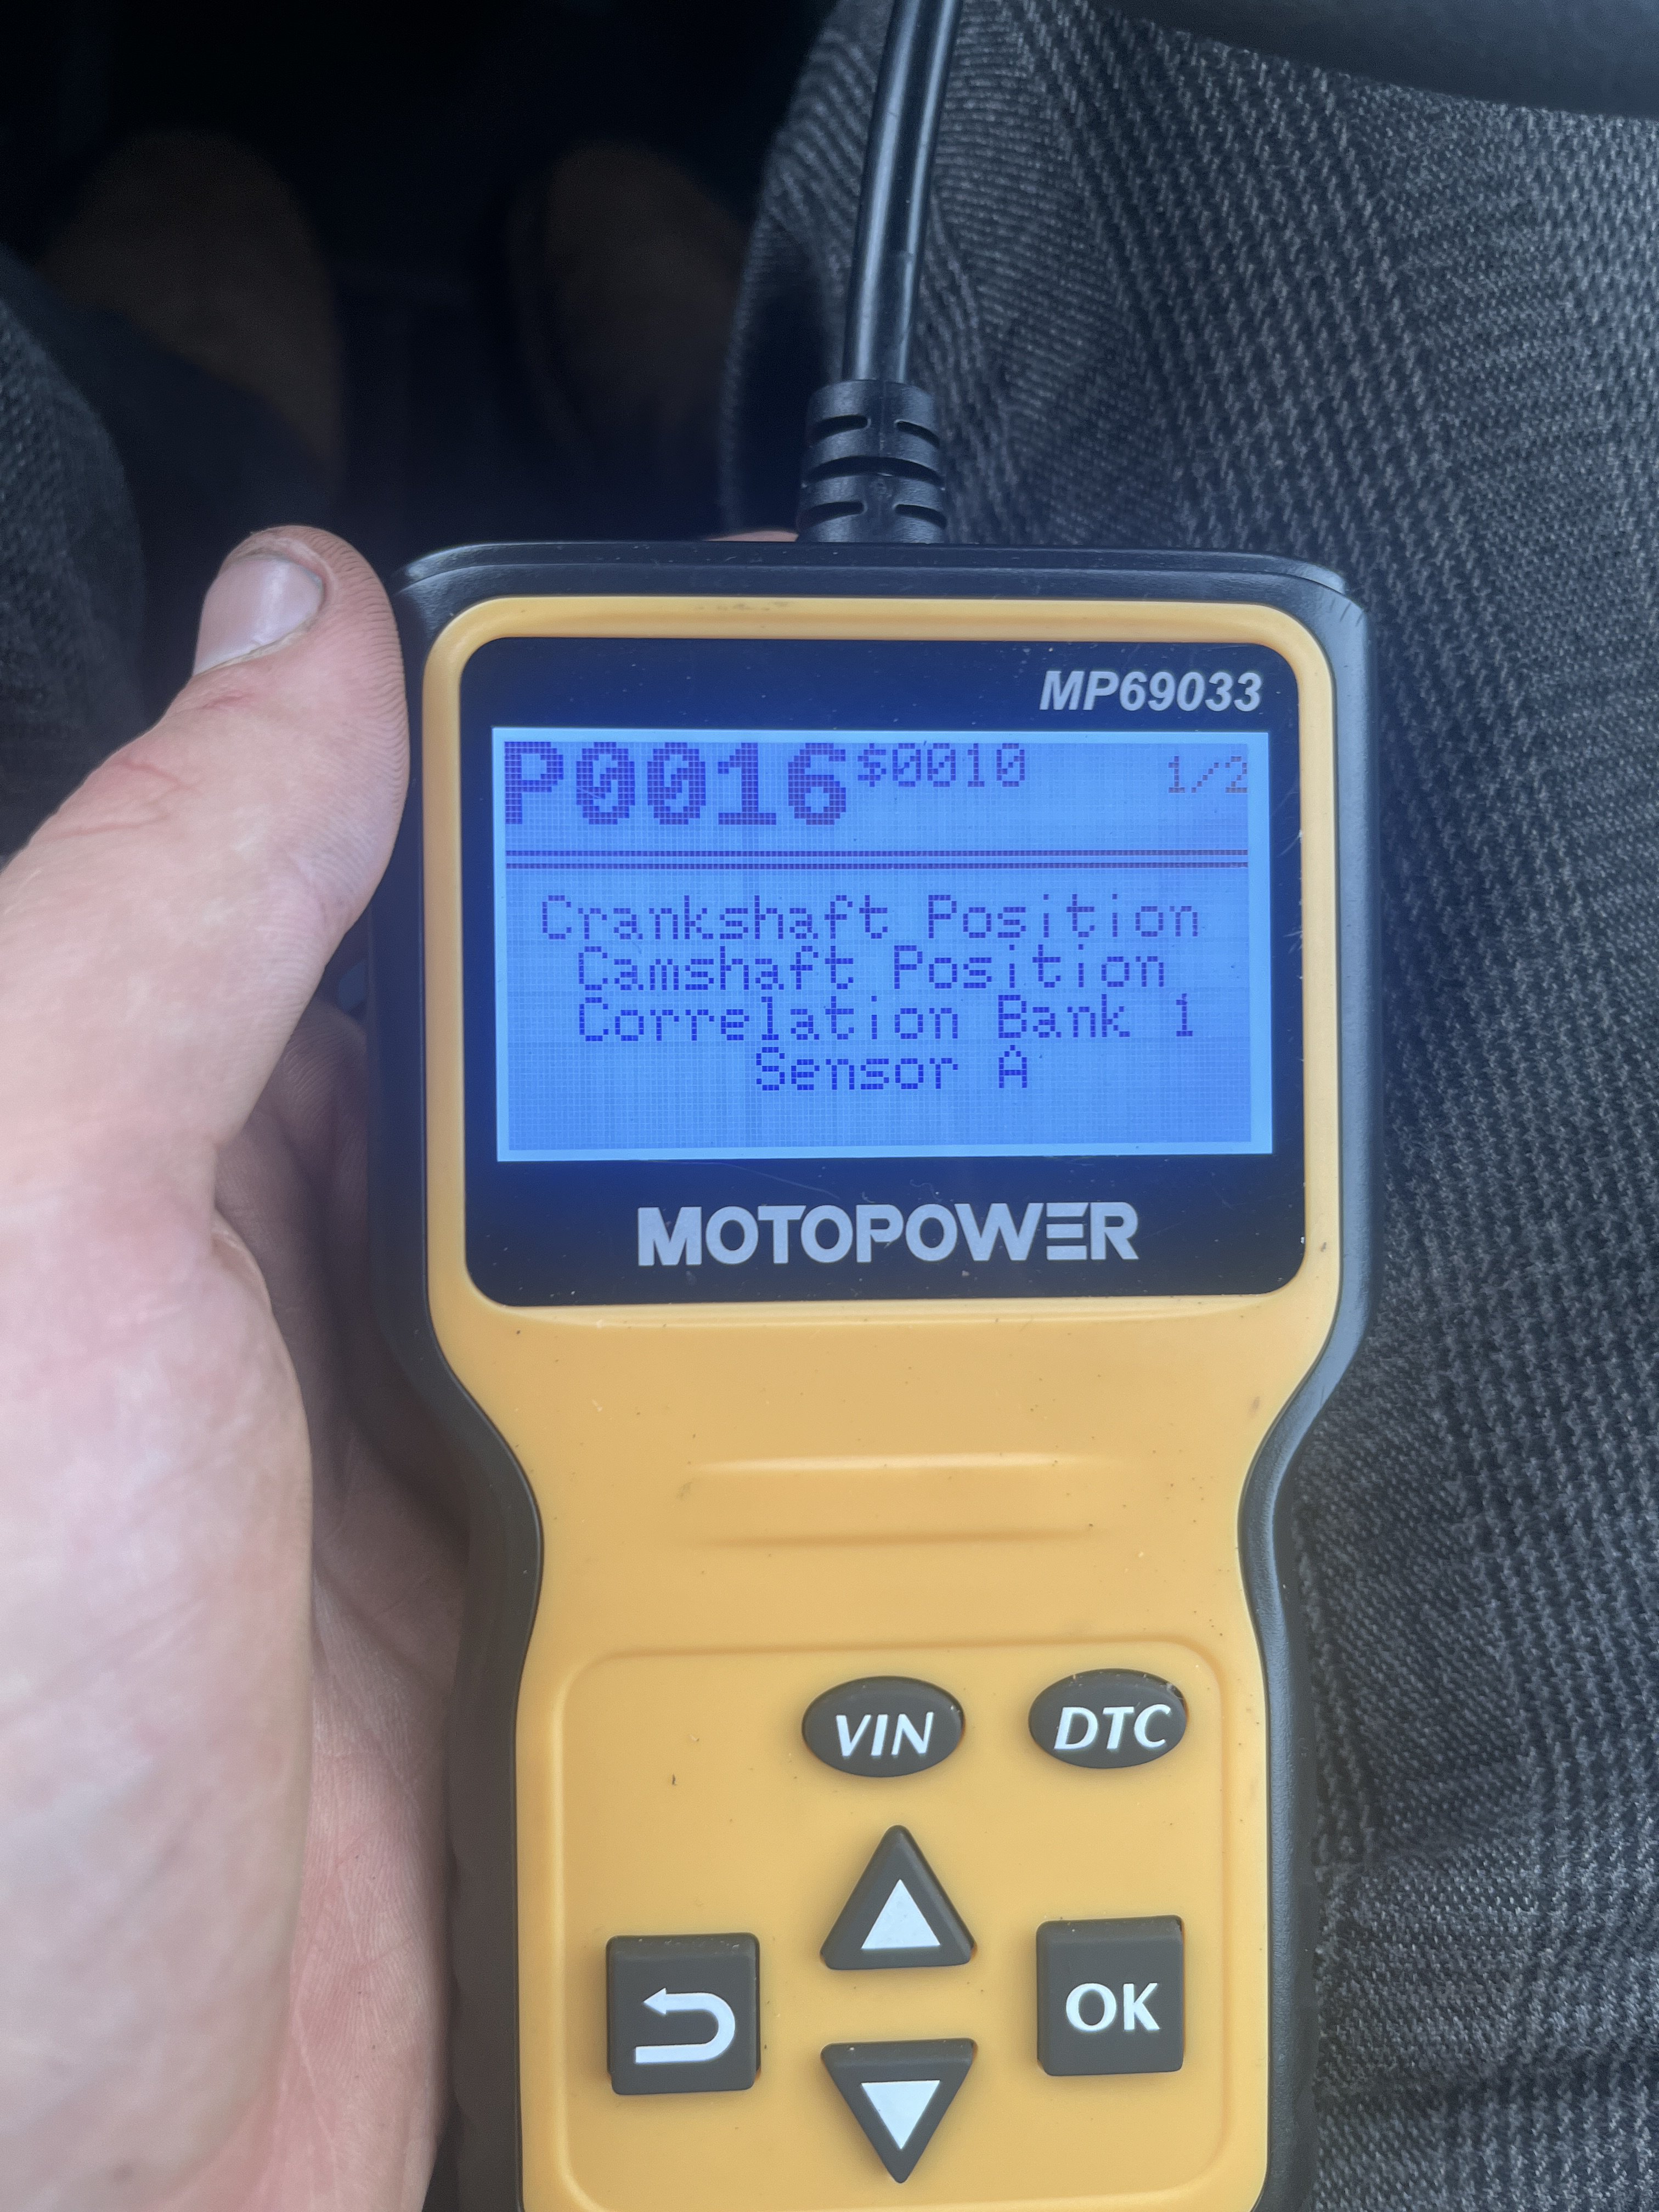 MP69033
P0016 $0010 1/2
Crankshaft Position
Camshaft Position
Correlation Bank 1
Sensor A
MOTOPOWER
VIN DTC
OK